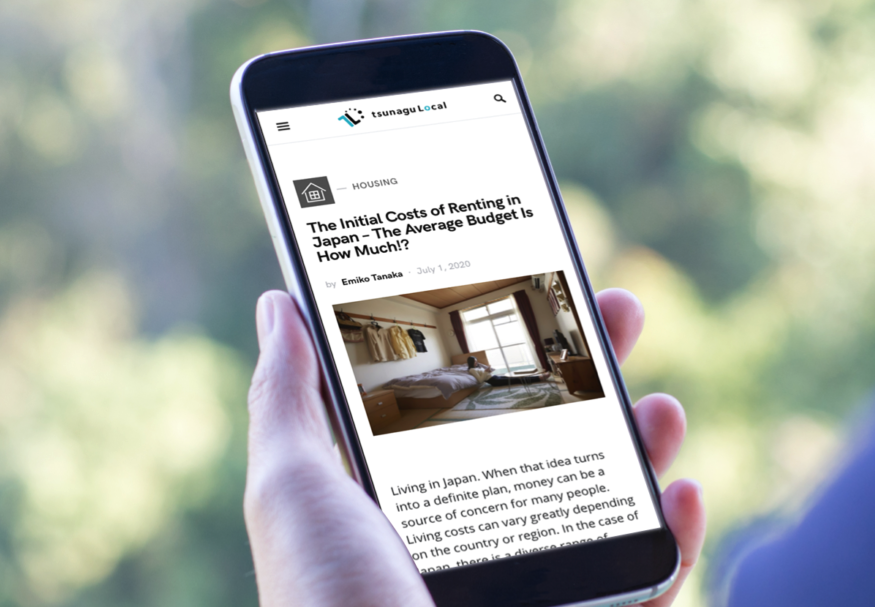 tsunagu Local
— HOUSING
The Initial Costs of Renting in
Japan – The Average Budget Is
How Much!?
by Emiko Tanaka · July 1, 2020
Living in Japan. When that idea turns
into a definite plan, money can be a
source of concern for many people.
Living costs can vary greatly depending
on the country or region. In the case of
Japan, there is a diverse range of